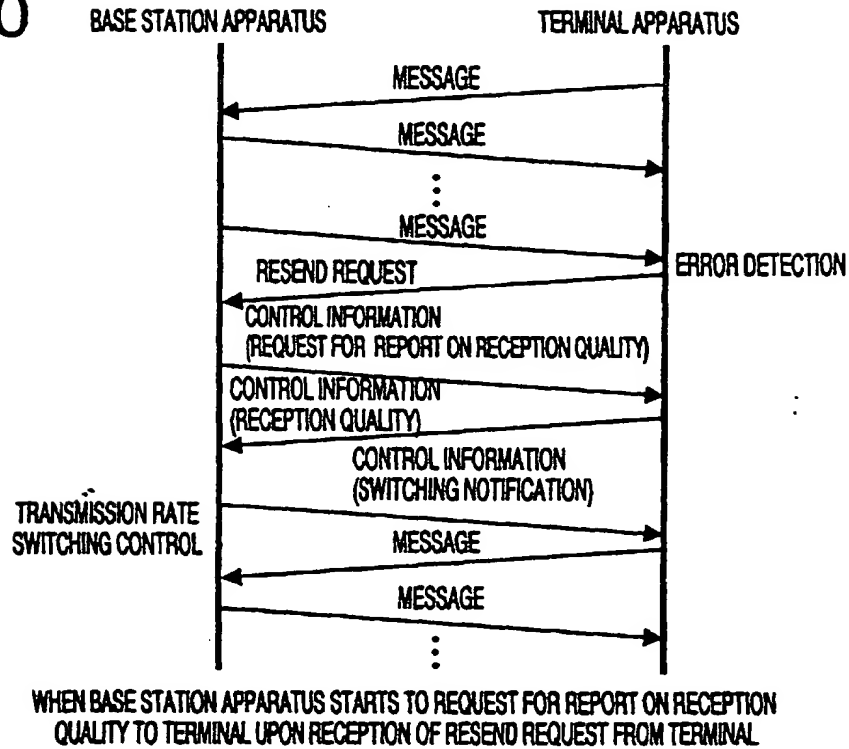 BASE STATION APPARATUS
TERMINAL APPARATUS
MESSAGE
MESSAGE
MESSAGE
ERROR DETECTION
RESEND REQUEST
CONTROL INFORMATION
(REQUEST FOR REPORT ON RECEPTION QUALITY)
CONTROL INFORMATION
(RECEPTION QUALITY)
CONTROL INFORMATION
(SWITCHING NOTIFICATION)
TRANSMISSION RATE
SWITCHING CONTROL
MESSAGE
MESSAGE
WHEN BASE STATION APPARATUS STARTS TO REQUEST FOR REPORT ON RECEPTION
QUALITY TO TERMINAL UPON RECEPTION OF RESEND REQUEST FROM TERMINAL